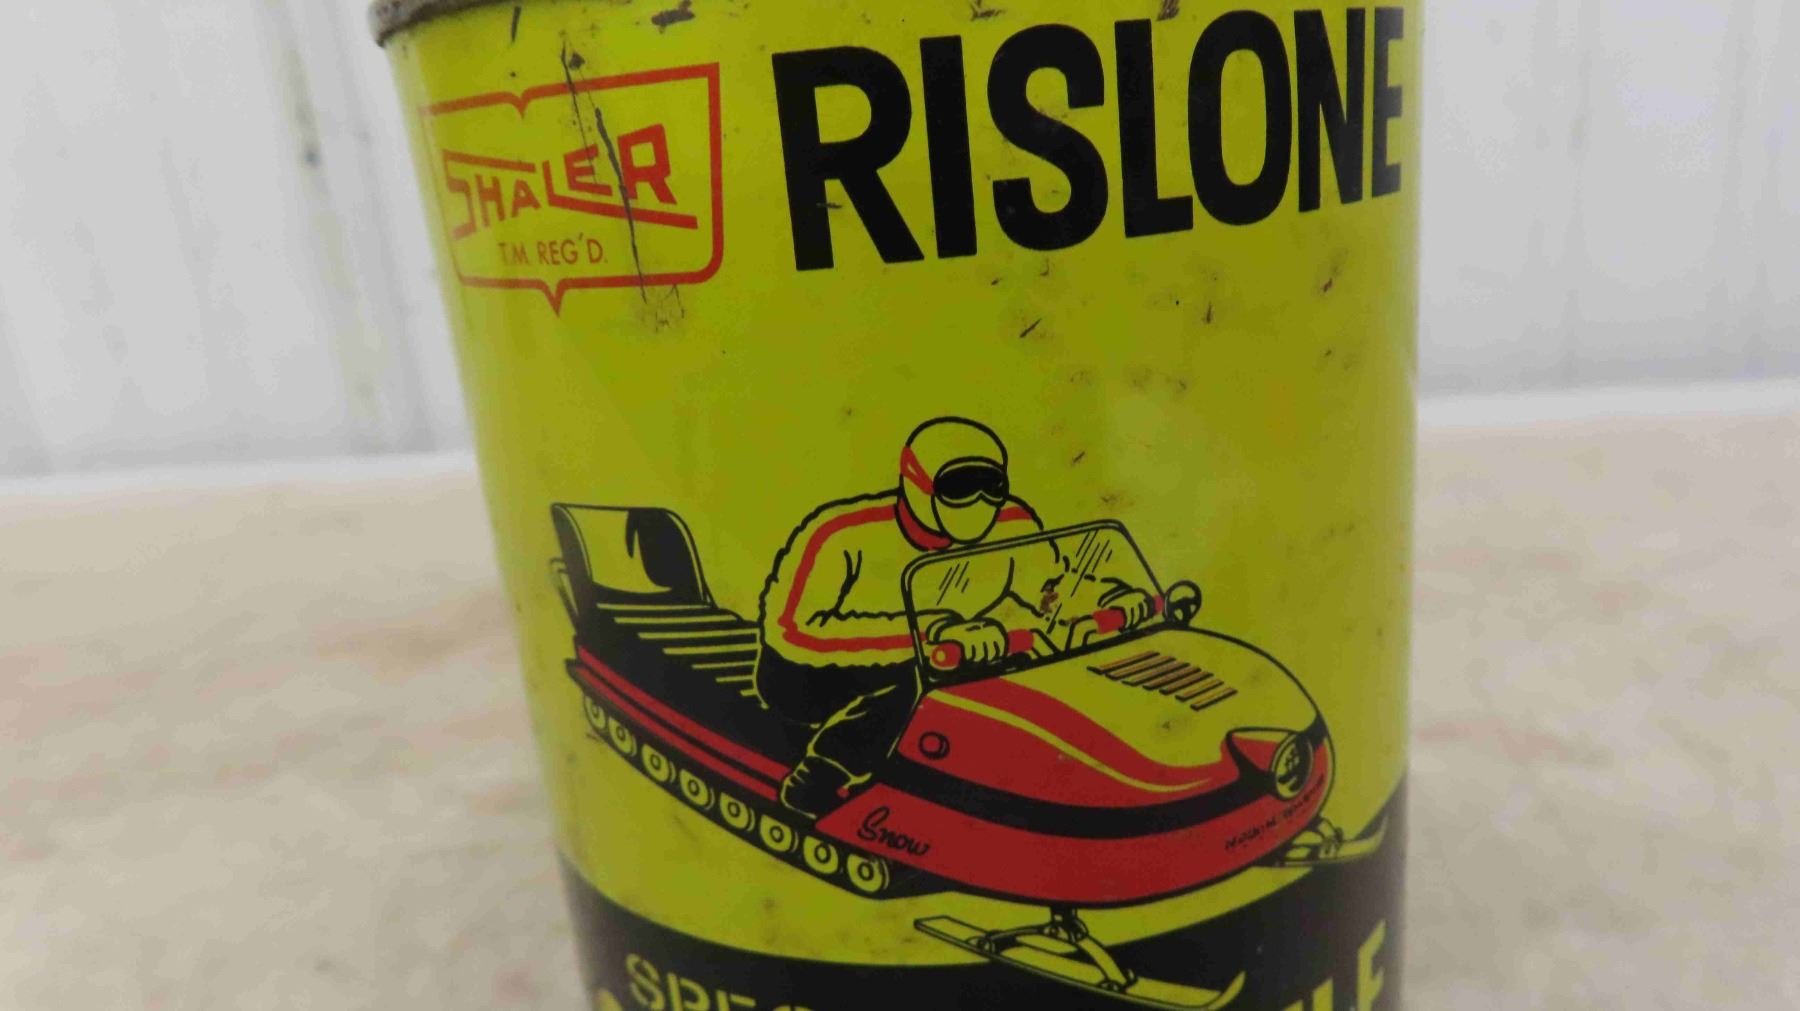 SHALER
T.M. REG'D.
RISLONE
Snow